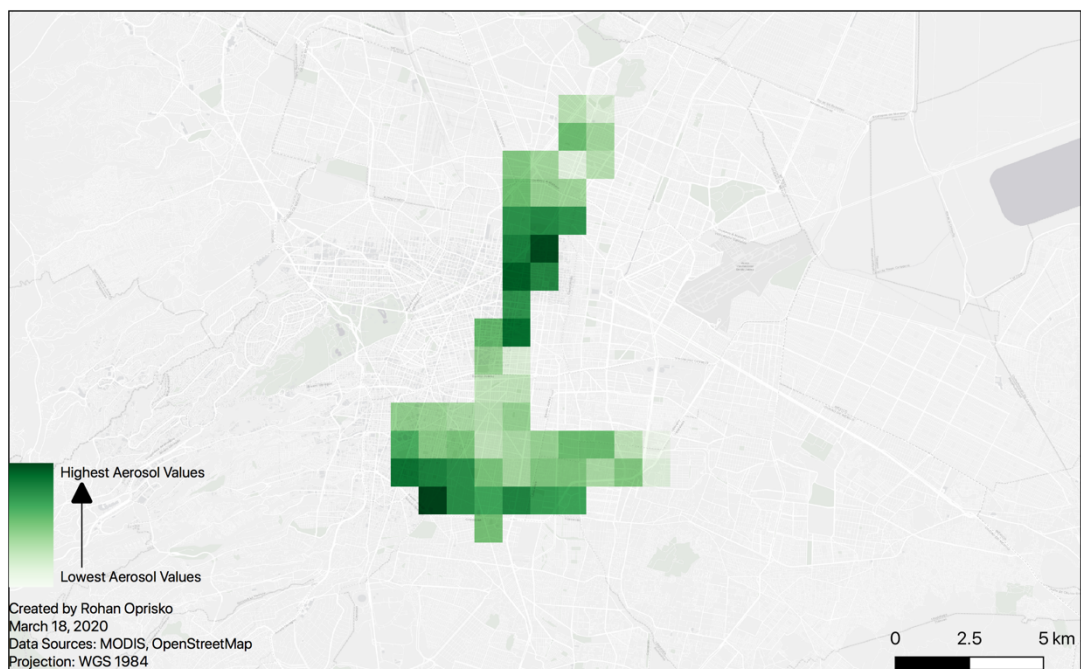 Highest Aerosol Values
Lowest Aerosol Values
Created by Rohan Oprisko
March 18, 2020
Data Sources: MODIS, OpenStreetMap
Projection: WGS 1984
0 2.5 5 km